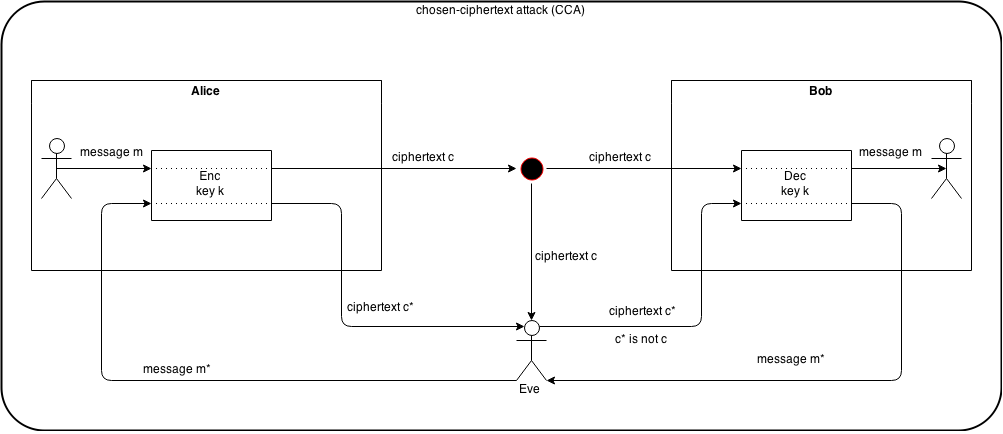 chosen-ciphertext attack (CCA)
Alice
Bob
message m
Enc
key k
ciphertext c
ciphertext c
Dec
key k
message m
ciphertext c
ciphertext c*
ciphertext c*
c* is not c
message m*
message m*
Eve